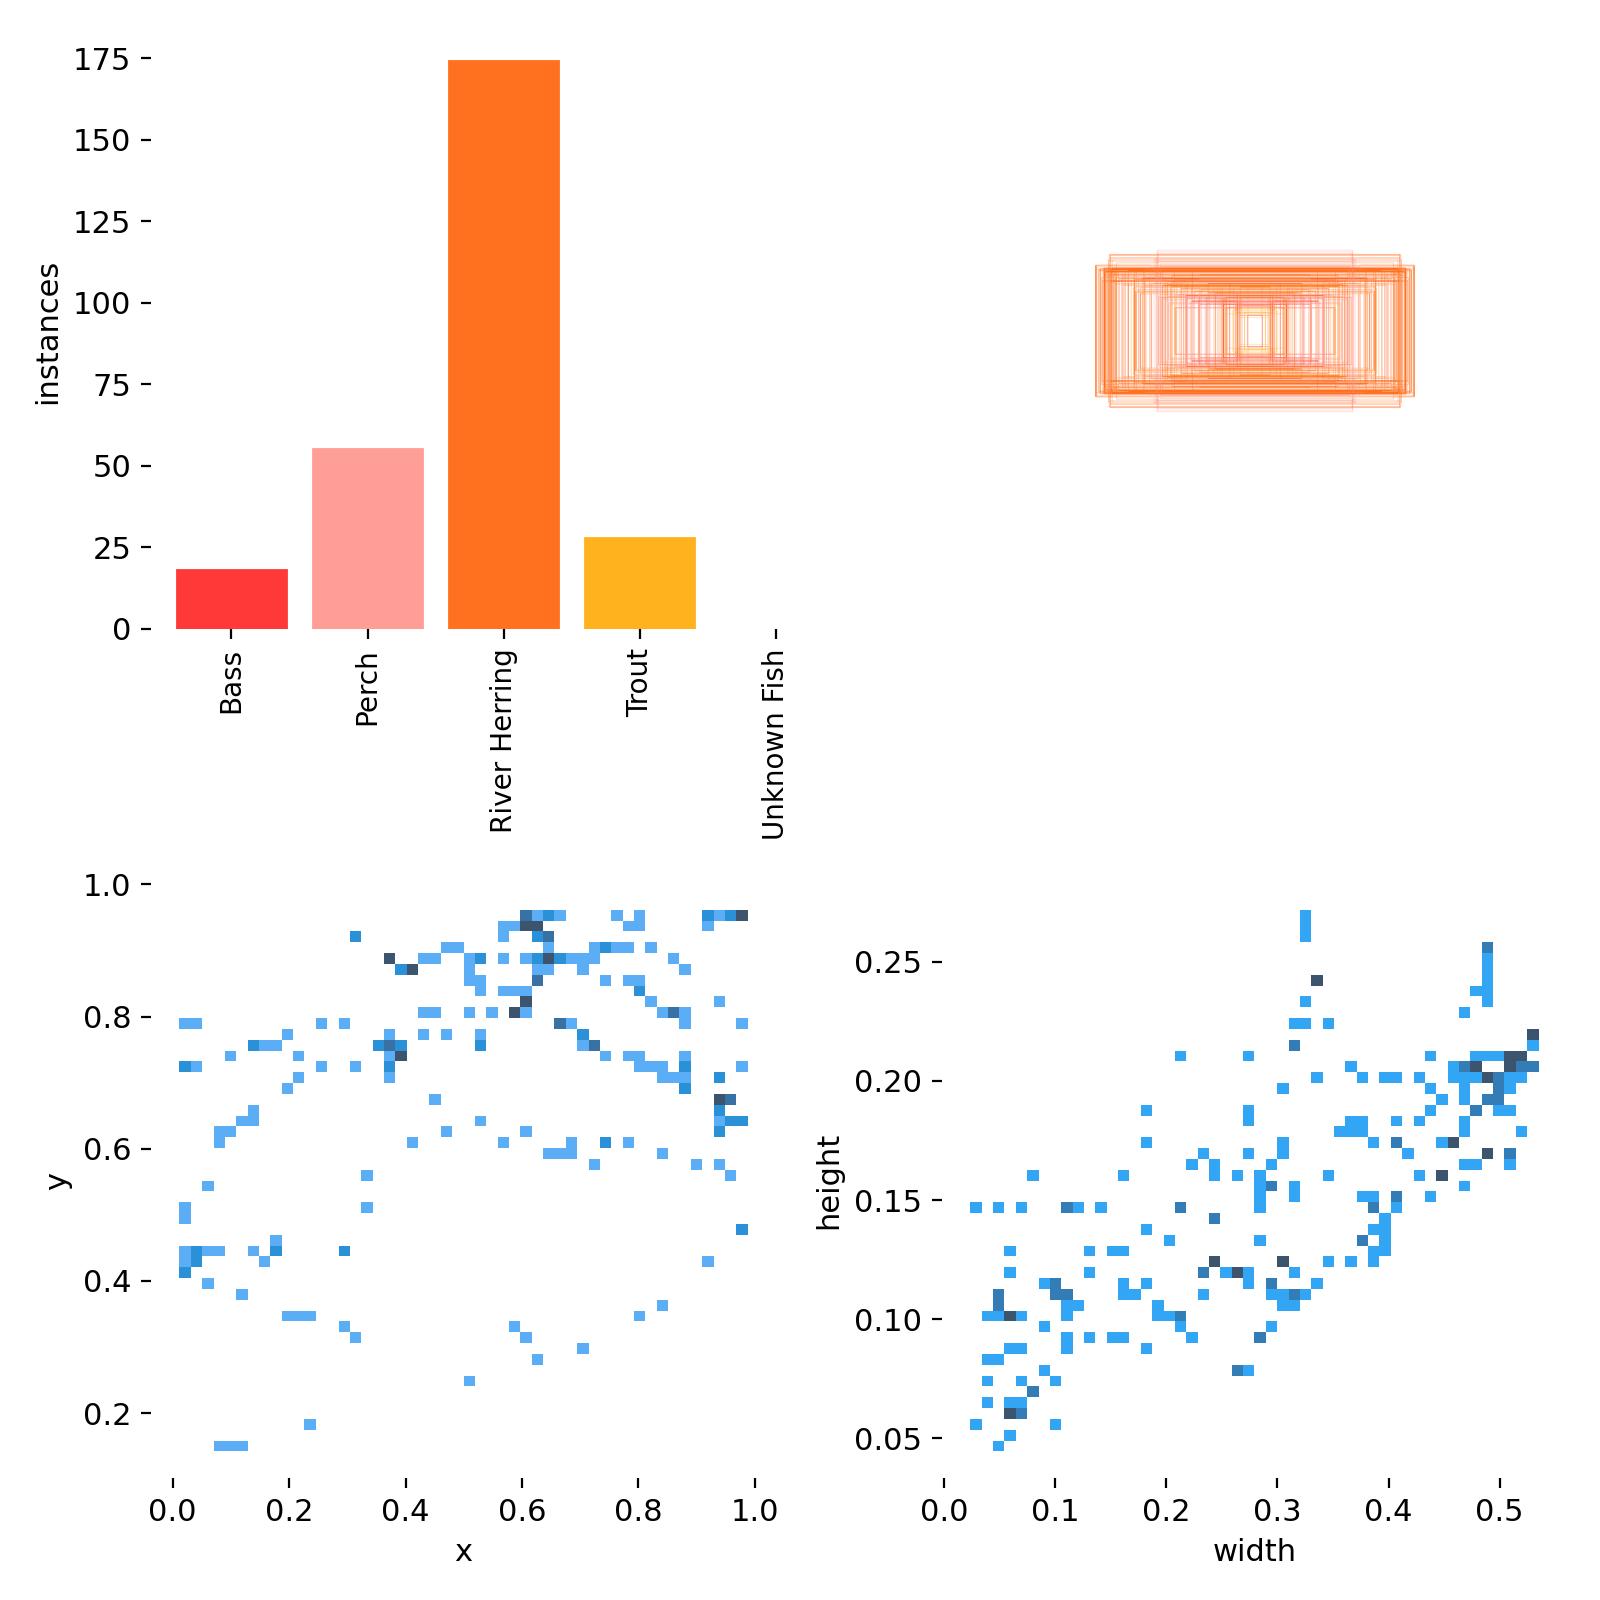 175
150
125
100
75
50
25
0
instances
Bass
Perch
River Herring
Trout
Unknown Fish
1.0
0.8
0.6
0.4
0.2
y
0.0 0.2 0.4 0.6 0.8 1.0
x
0.25
0.20
0.15
0.10
0.05
height
0.0 0.1 0.2 0.3 0.4 0.5
width